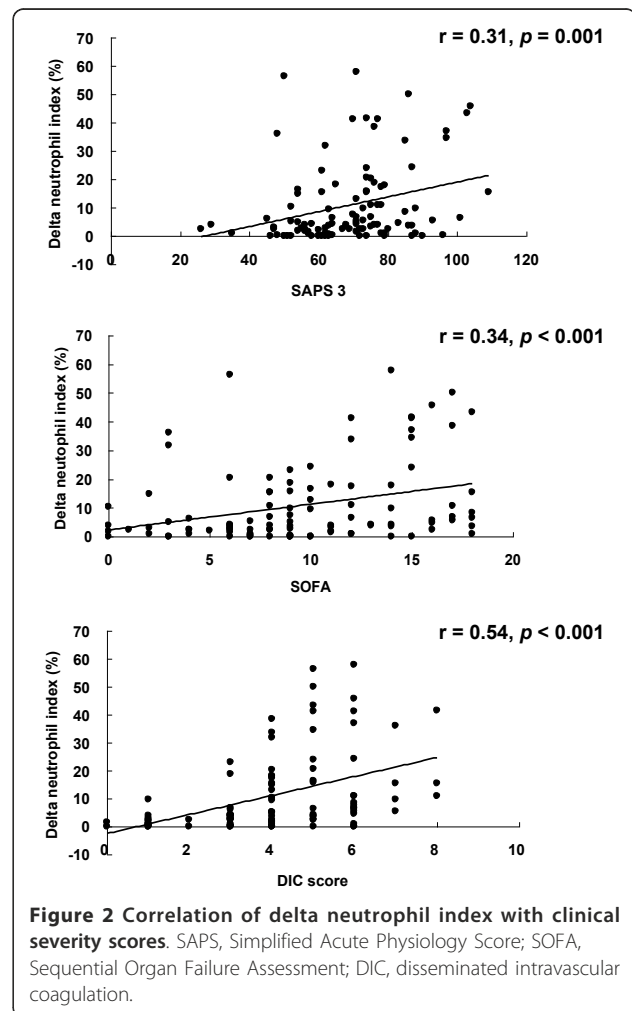 r = 0.31, p = 0.001
Delta neutrophil index (%)
70
60
50
40
30
20
10
0
-10
0 20 40 60 80 100 120
SAPS 3
r = 0.34, p < 0.001
Delta neutophil index (%)
70
60
50
40
30
20
10
0
0 5 10 15 20
SOFA
r = 0.54, p < 0.001
Delta neutrophil index (%)
70
60
50
40
30
20
10
0
-10
0 2 4 6 8 10
DIC score
Figure 2 Correlation of delta neutrophil index with clinical
severity scores. SAPS, Simplified Acute Physiology Score; SOFA,
Sequential Organ Failure Assessment; DIC, disseminated intravascular
coagulation.